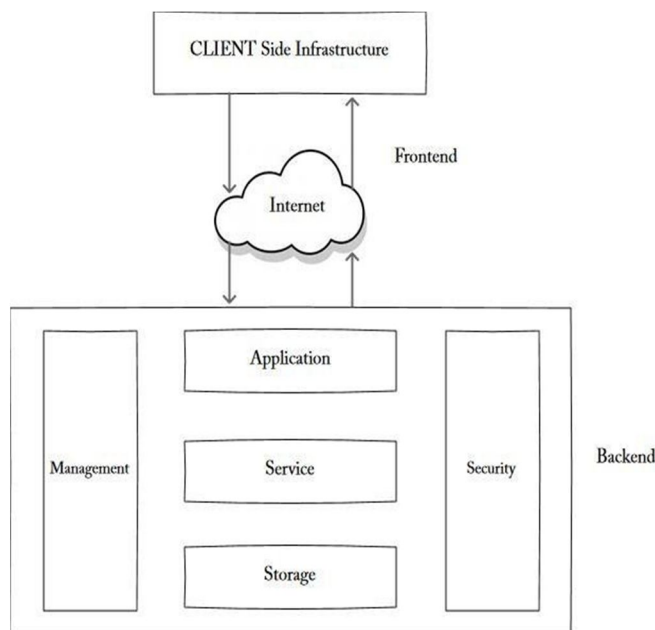 CLIENT Side Infrastructure
Frontend
Internet
Application
Management
Service
Security
Backend
Storage